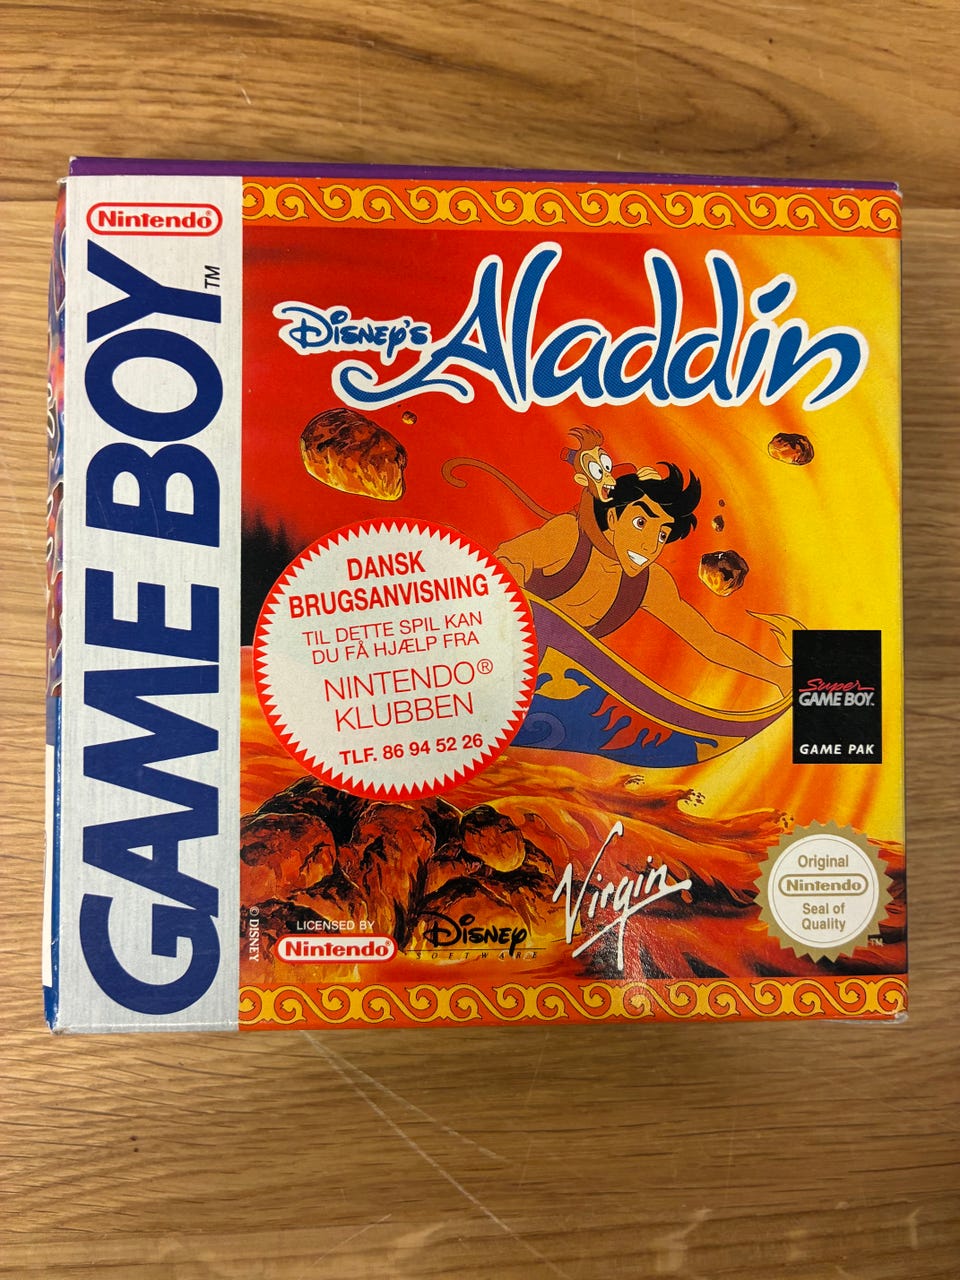 Nintendo®
GAME BOY™
Disney's Aladdin
DANSK
BRUGSANVISNING
TIL DETTE SPIL KAN
DU FÅ HJÆLP FRA
NINTENDO®
KLUBBEN
TLF. 86 94 52 26
Super
GAME BOY.
GAME PAK
© DISNEY
LICENSED BY
Nintendo®
Disney
SOFTWARE
Virgin
Original
Nintendo
Seal of
Quality
™